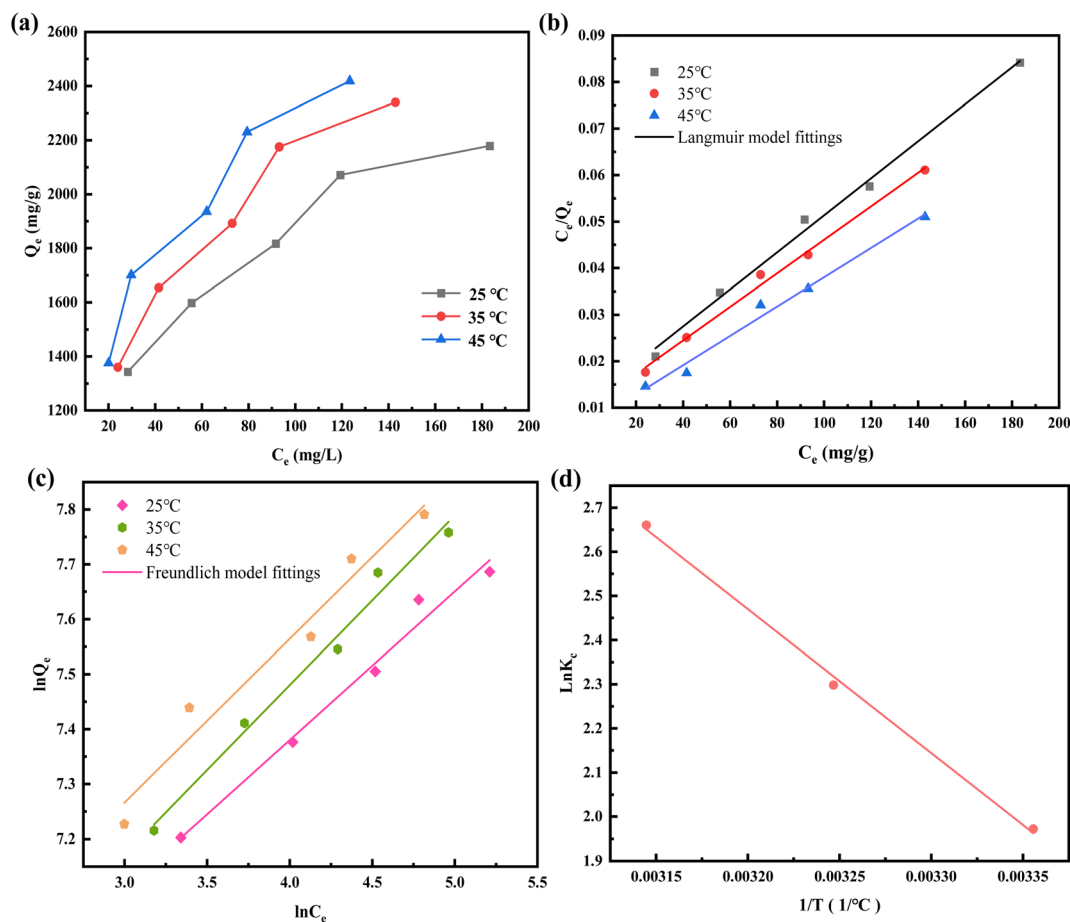 (a)
2600
2400
2200
2000
1800
1600
1400
1200
Qe (mg/g)
0 20 40 60 80 100 120 140 160 180 200
Ce (mg/L)
25 ℃
35 ℃
45 ℃
(b)
0.09
0.08
0.07
0.06
0.05
0.04
0.03
0.02
0.01
Ce/Qe
0 20 40 60 80 100 120 140 160 180 200
Ce (mg/g)
25℃
35℃
45℃
Langmuir model fittings
(c)
7.8
7.7
7.6
7.5
7.4
7.3
7.2
lnQe
3.0 3.5 4.0 4.5 5.0 5.5
lnCe
25℃
35℃
45℃
Freundlich model fittings
(d)
2.7
2.6
2.5
2.4
2.3
2.2
2.1
2.0
1.9
LnKc
0.00315 0.00320 0.00325 0.00330 0.00335
1/T ( 1/℃ )